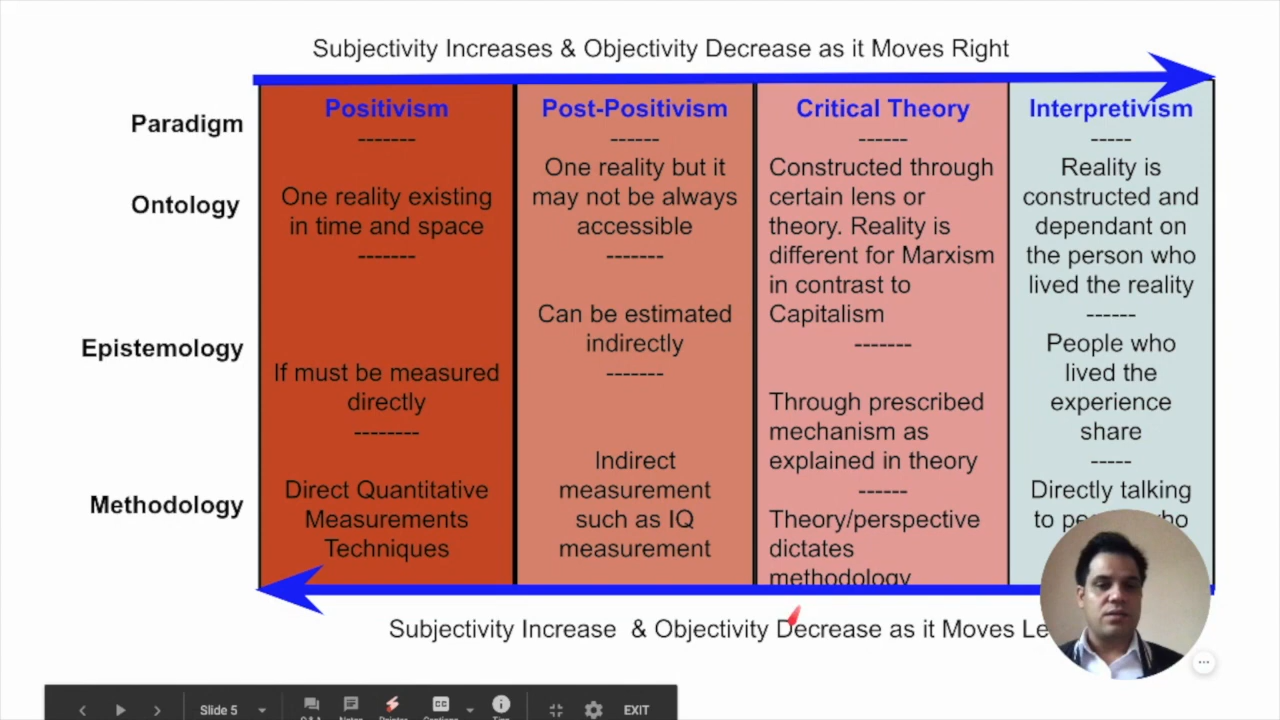 Subjectivity Increases & Objectivity Decrease as it Moves Right
Paradigm
Ontology
Epistemology
Methodology
Positivism
-------
One reality existing
in time and space
-------
If must be measured
directly
--------
Direct Quantitative
Measurements
Techniques
Post-Positivism
------
One reality but it
may not be always
accessible
-------
Can be estimated
indirectly
-------
Indirect
measurement
such as IQ
measurement
Critical Theory
------
Constructed through
certain lens or
theory. Reality is
different for Marxism
in contrast to
Capitalism
-------
Through prescribed
mechanism as
explained in theory
------
Theory/perspective
dictates
methodology
Interpretivism
-----
Reality is
constructed and
dependant on
the person who
lived the reality
------
People who
lived the
experience
share
-----
Directly talking
to
Subjectivity Increase & Objectivity Decrease as it Moves
Slide 5
EXIT